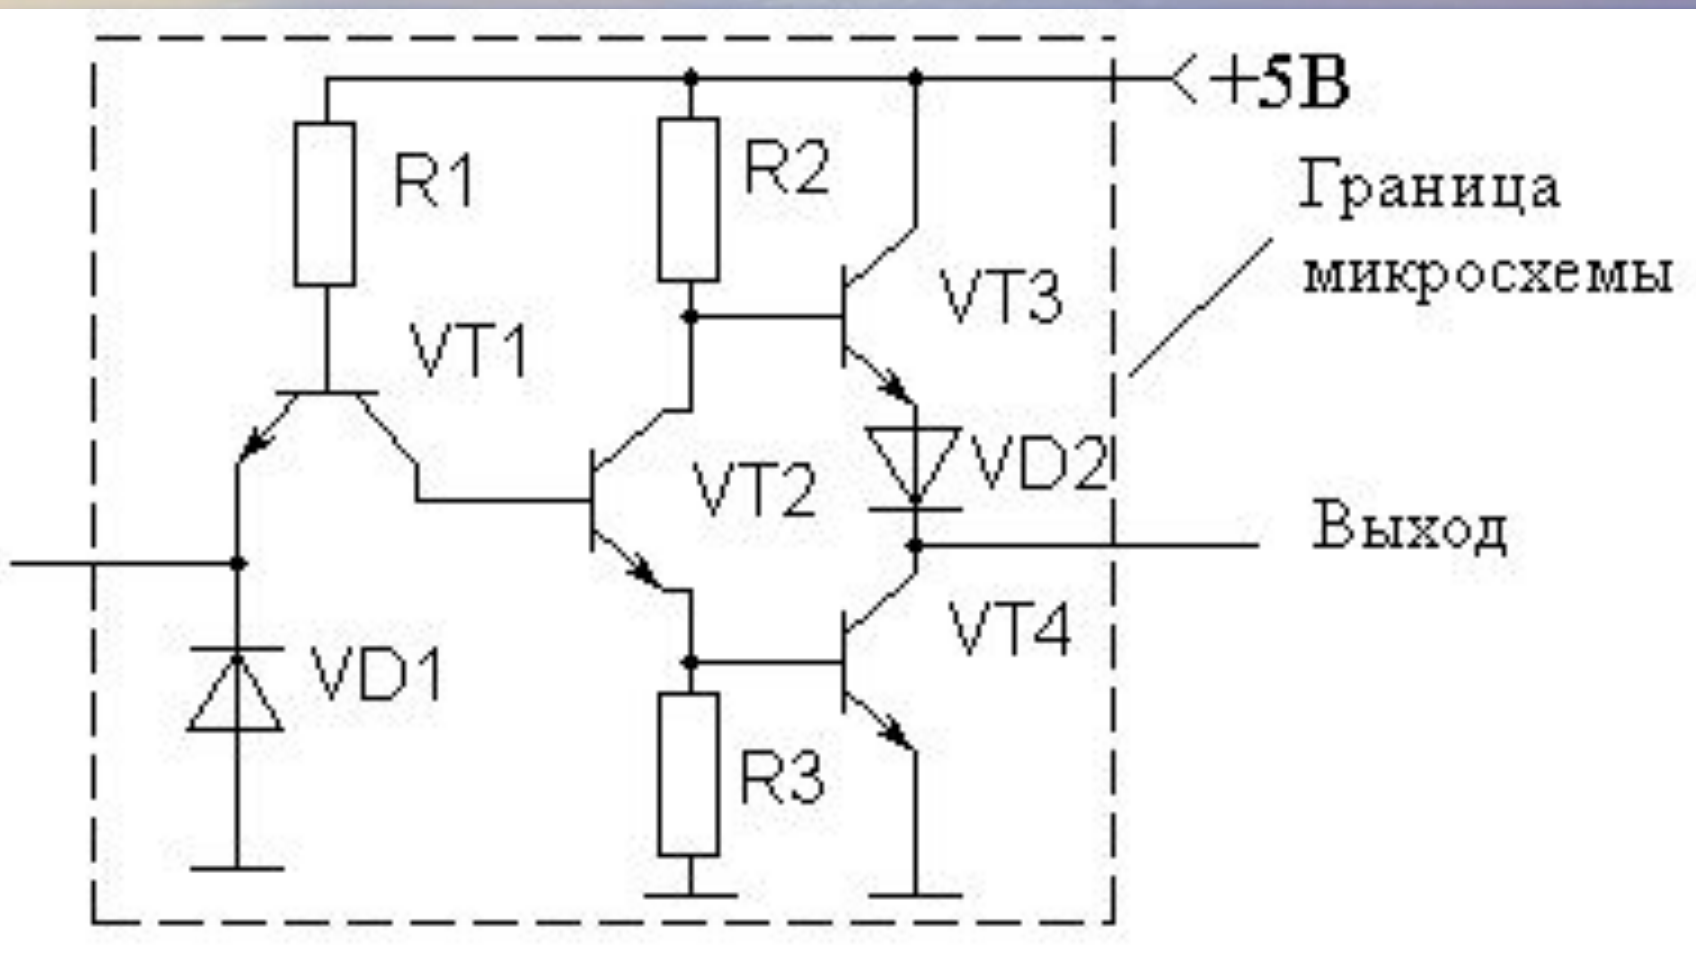 +5В
R1
R2
Граница
микросхемы
VT3
VT1
VD2
VT2
Выход
VT4
VD1
R3